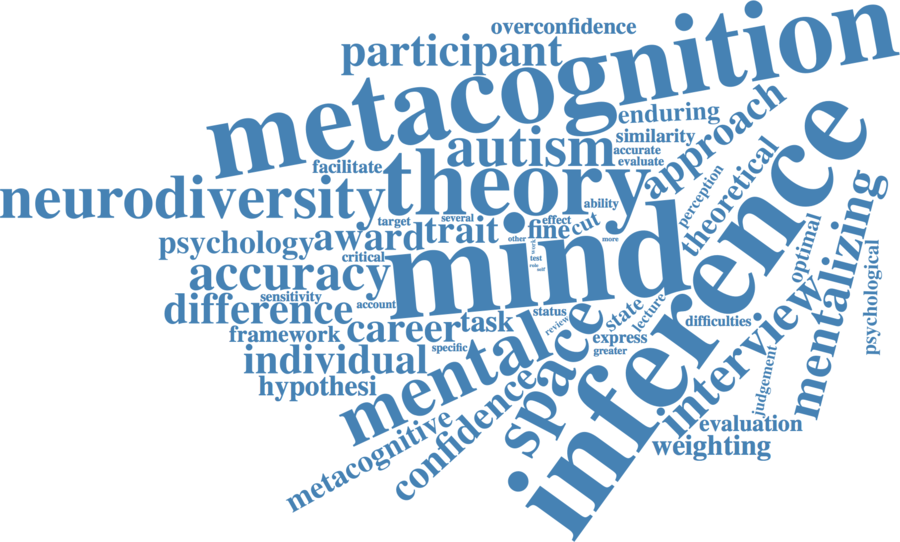 overconfidence
participant
metacognition
enduring
approach
similarity
accurate
evaluate
autism
facilitate
theory
neurodiversity
ability
perception
theoretical
inference
mentalizing
target
several
effect
cut
fine
trait
award
psychology
other
more
work
test
role
self
mind
critical
accuracy
optimal
psychological
sensitivity
difference
account
status
state
lecture
difficulties
interview
framework
career
task
review
space
express
greater
specific
individual
hypothesi
mental
judgement
confidence
metacognitive
evaluation
weighting